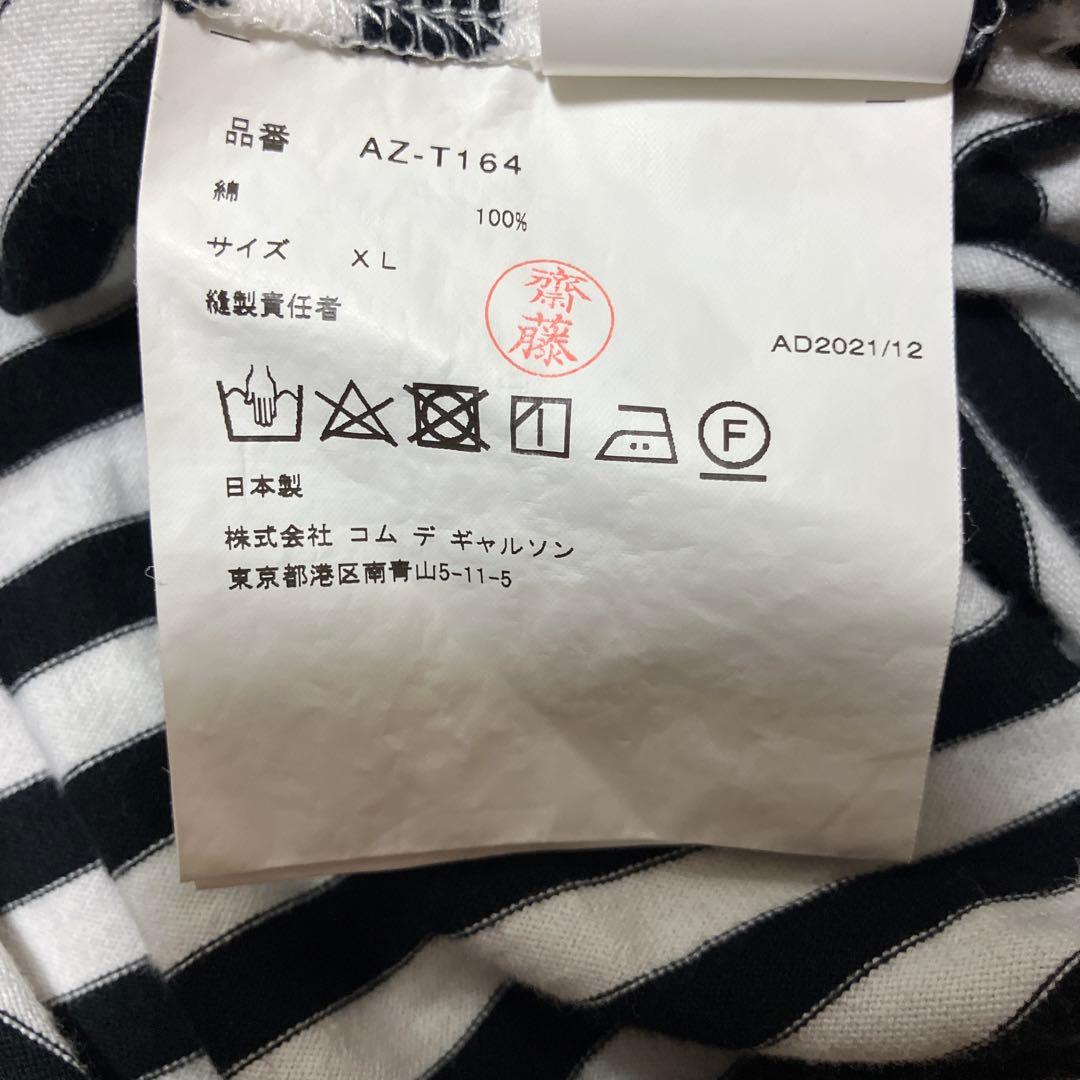 品番 AZ-T164
綿 100%
サイズ XL
縫製責任者 齋藤
AD2021/12
F
日本製
株式会社 コム デ ギャルソン
東京都港区南青山5-11-5